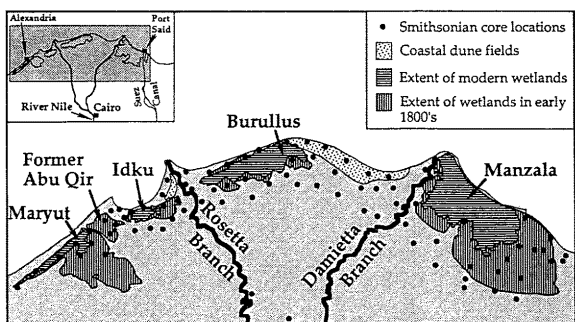 Alexandria
Port
Said
River Nile
Cairo
Suez
Canal
Smithsonian core locations
Coastal dune fields
Extent of modern wetlands
Extent of wetlands in early
1800's
Burullus
Former
Abu Qir
Idku
Maryut
Manzala
Rosetta
Branch
Damietta
Branch